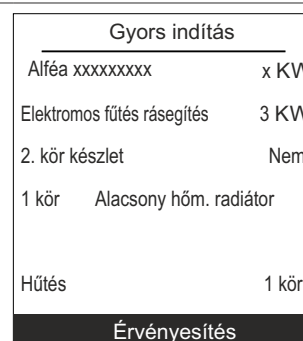 Gyors indítás
Alféa xxxxxxxxx x KW
Elektromos fűtés rásegítés 3 KW
2. kör készlet Nem
1 kör Alacsony hőm. radiátor
Hűtés 1 kör
Érvényesítés